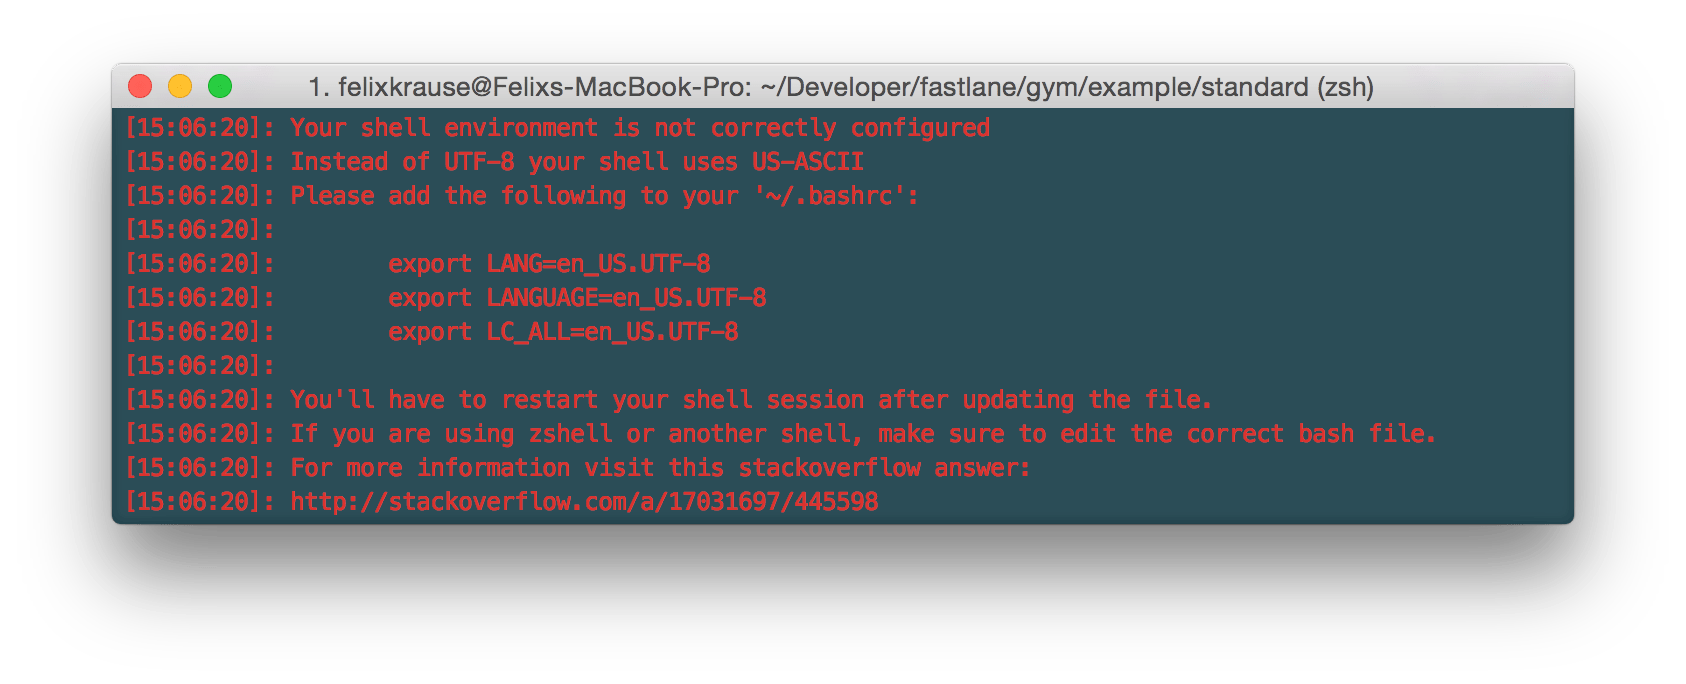 1. felixkrause@Felixs-MacBook-Pro: ~/Developer/fastlane/gym/example/standard (zsh)
[15:06:20]: Your shell environment is not correctly configured
[15:06:20]: Instead of UTF-8 your shell uses US-ASCII
[15:06:20]: Please add the following to your '~/.bashrc':
[15:06:20]:
[15:06:20]:        export LANG=en_US.UTF-8
[15:06:20]:        export LANGUAGE=en_US.UTF-8
[15:06:20]:        export LC_ALL=en_US.UTF-8
[15:06:20]:
[15:06:20]: You'll have to restart your shell session after updating the file.
[15:06:20]: If you are using zshell or another shell, make sure to edit the correct bash file.
[15:06:20]: For more information visit this stackoverflow answer:
[15:06:20]: http://stackoverflow.com/a/17031697/445598